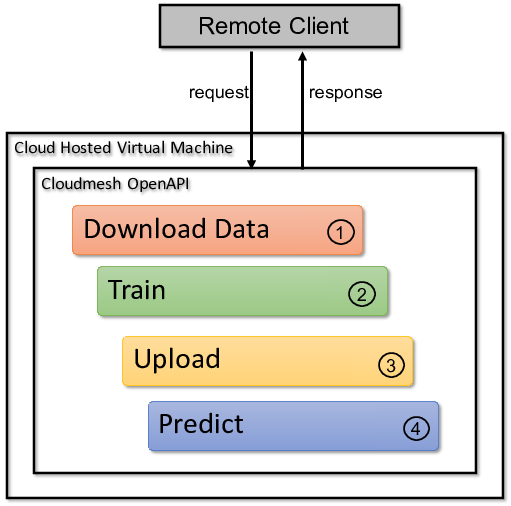 Remote Client
request response
Cloud Hosted Virtual Machine
Cloudmesh OpenAPI
Download Data 1
Train 2
Upload 3
Predict 4